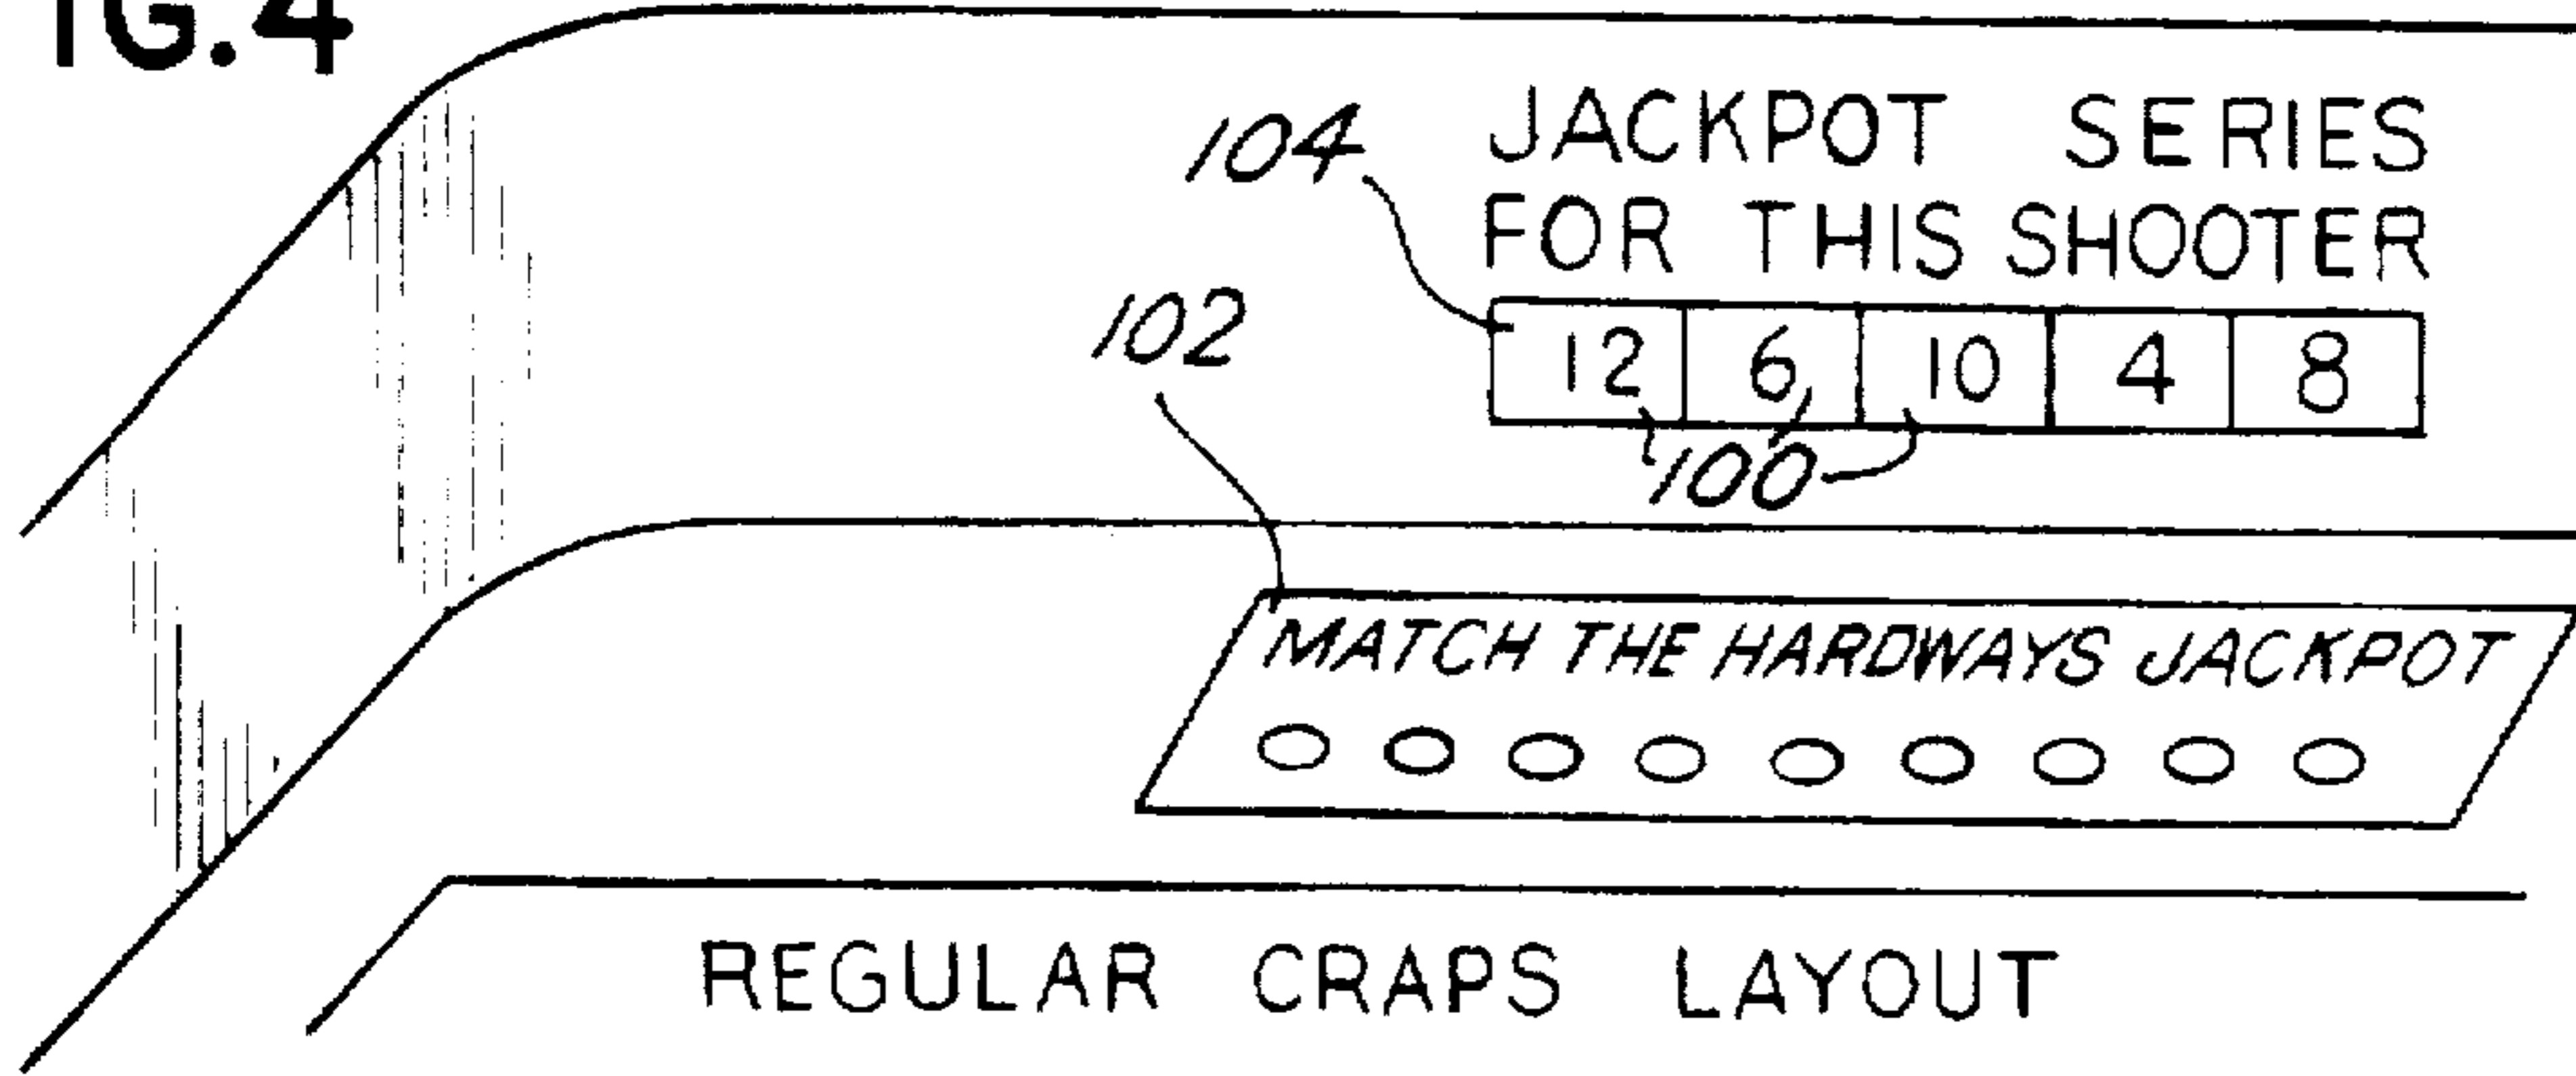 IG.4
JACKPOT SERIES
FOR THIS SHOOTER
104
12 6 10 4 8
102
100
MATCH THE HARDWAYS JACKPOT
REGULAR CRAPS LAYOUT